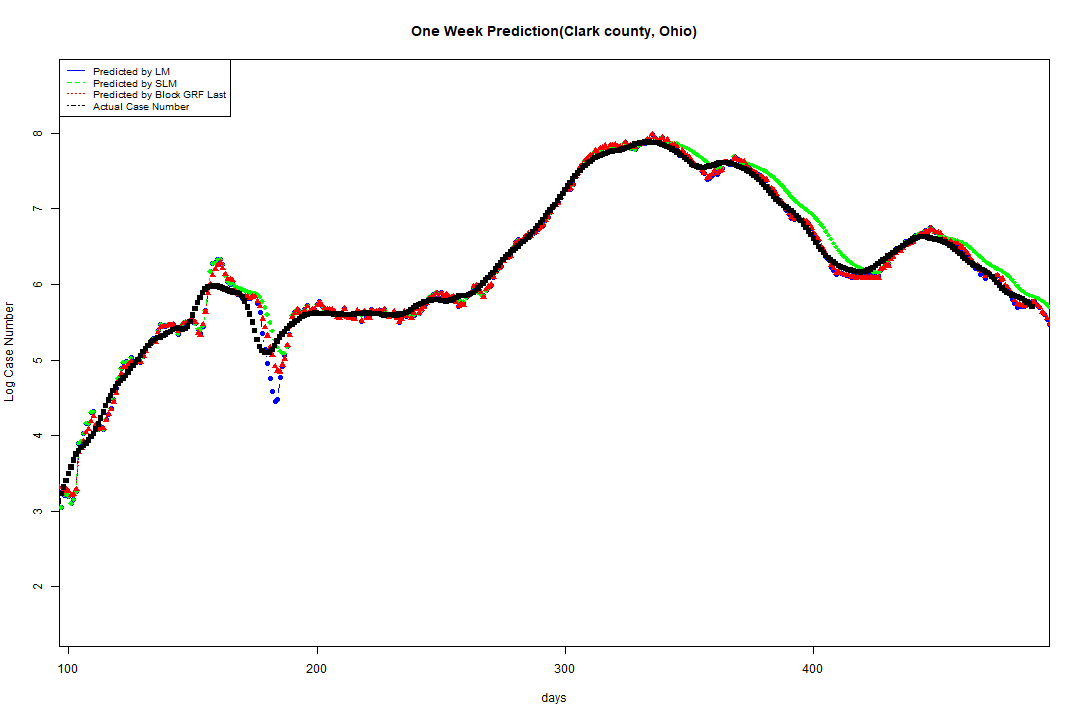 One Week Prediction(Clark county, Ohio)
Predicted by LM
Predicted by SLM
Predicted by Block GRF Last
Actual Case Number
8
7
6
5
4
3
2
Log Case Number
100 200 300 400
days